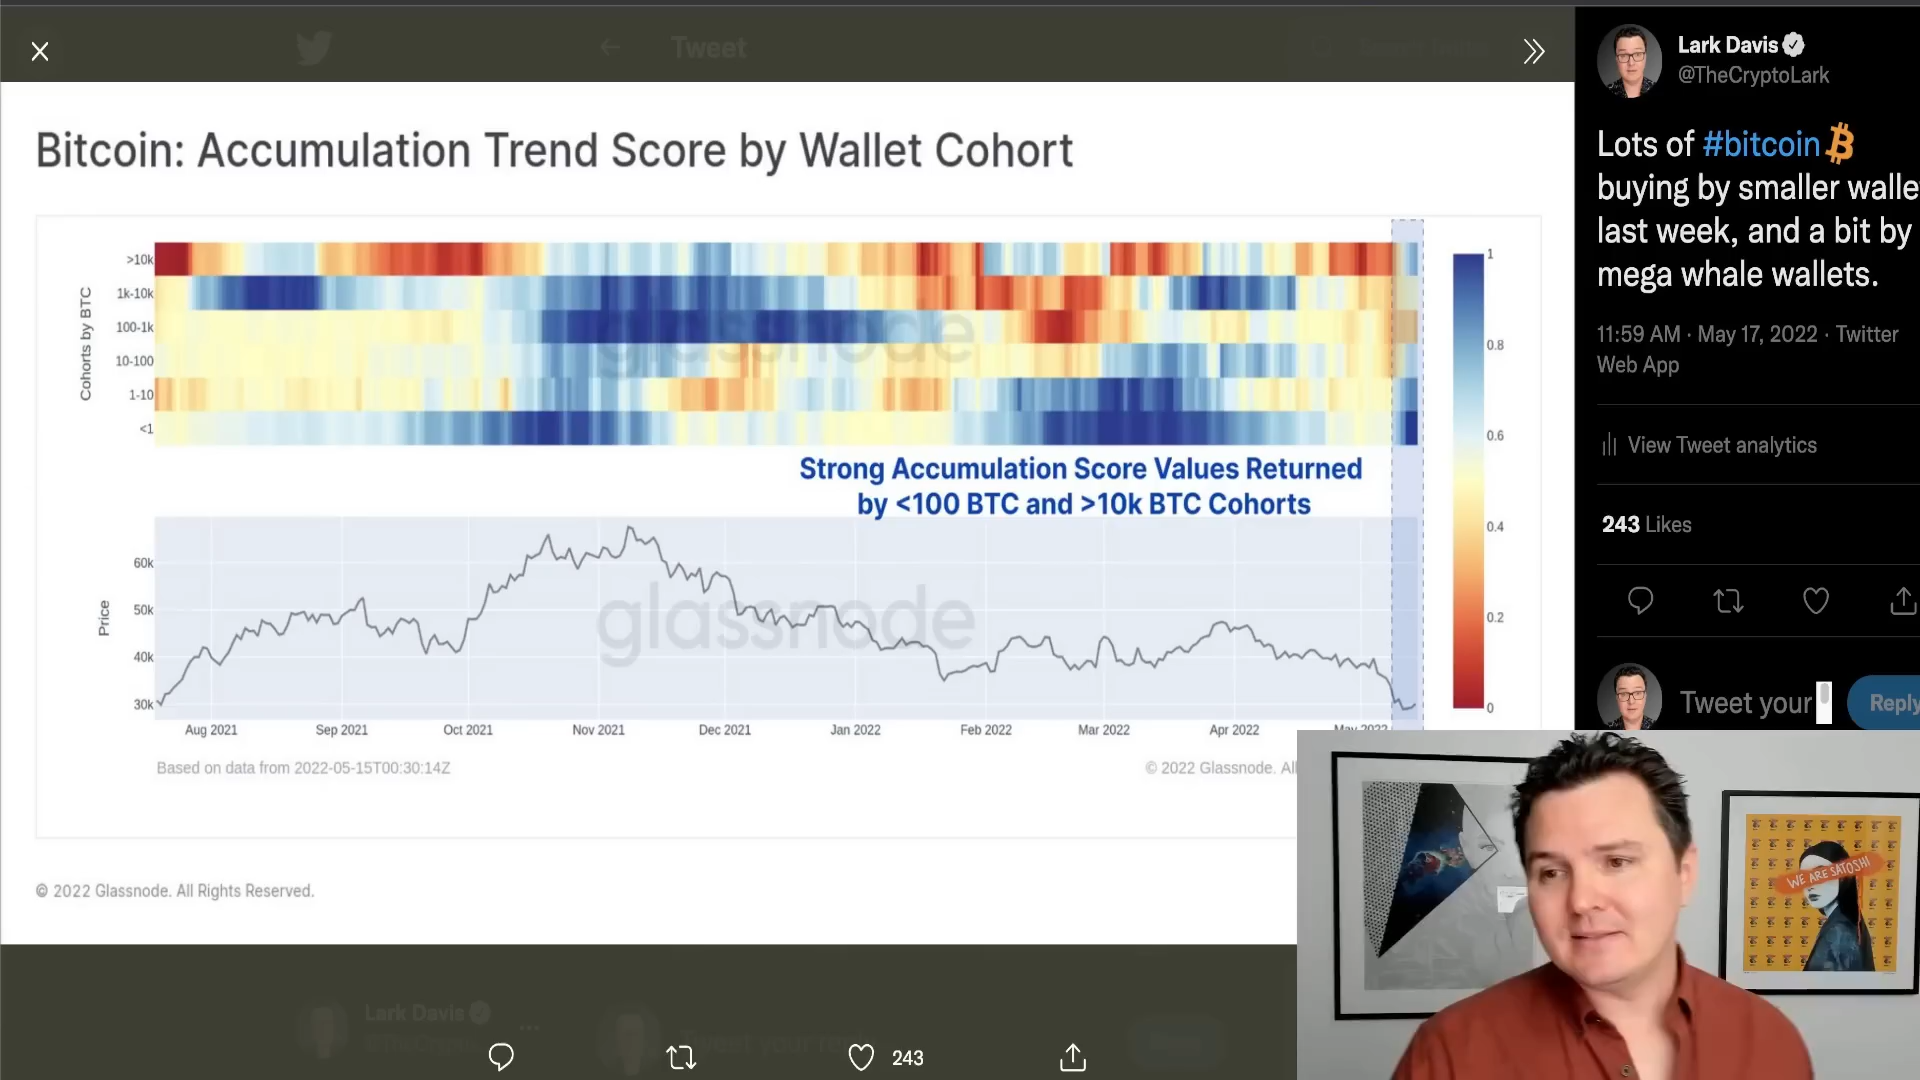 Tweet
Bitcoin: Accumulation Trend Score by Wallet Cohort
Cohorts by BTC
>10k
1k-10k
100-1k
10-100
1-10
<1
glassnode
1
0.8
0.6
0.4
0.2
0
Strong Accumulation Score Values Returned
by <100 BTC and >10k BTC Cohorts
Price
60k
50k
40k
30k
glassnode
Aug 2021
Sep 2021
Oct 2021
Nov 2021
Dec 2021
Jan 2022
Feb 2022
Mar 2022
Apr 2022
May 2022
Based on data from 2022-05-15T00:30:14Z
© 2022 Glassnode. All
© 2022 Glassnode. All Rights Reserved.
Lark Davis
243
Lark Davis
@TheCryptoLark
Lots of #bitcoin
buying by smaller walle
last week, and a bit by
mega whale wallets.
11:59 AM · May 17, 2022 · Twitter
Web App
View Tweet analytics
243 Likes
Tweet your
Reply
WE ARE SATOSHI